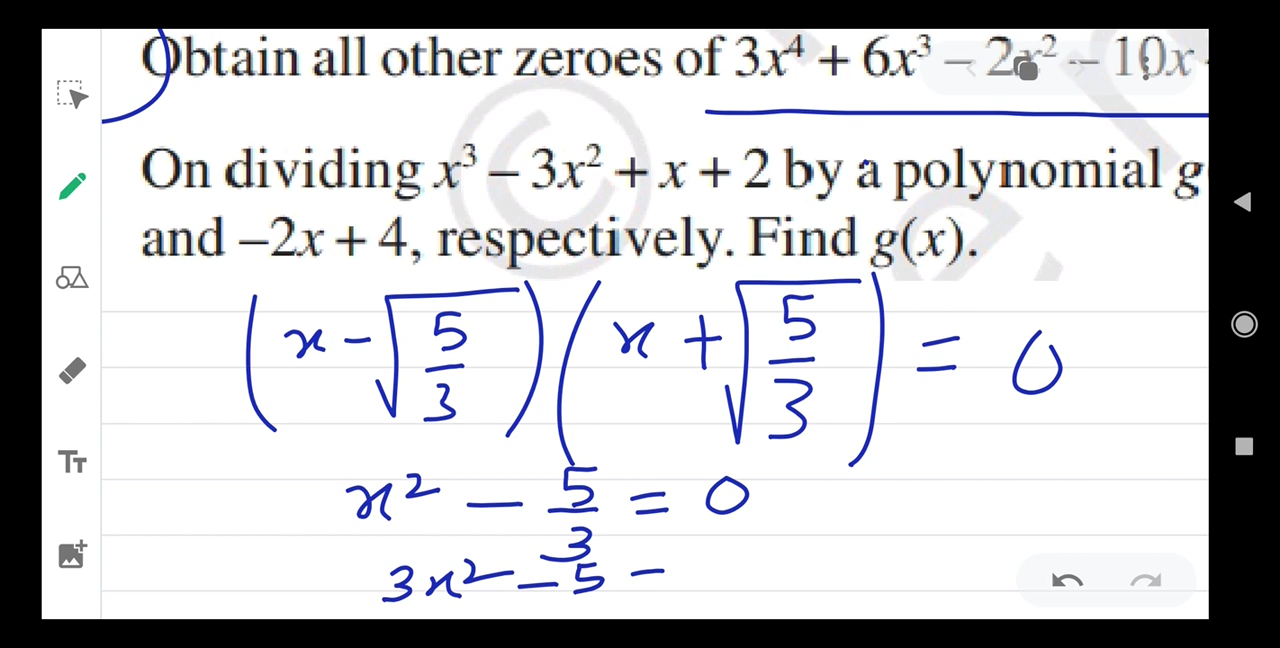 Obtain all other zeroes of 3x⁴ + 6x³ – 2x² – 10x
On dividing x³ – 3x² + x + 2 by a polynomial g
and –2x + 4, respectively. Find g(x).
(x - √(5/3)) (x + √(5/3)) = 0
x² - 5/3 = 0
3x² - 5 =
Tт